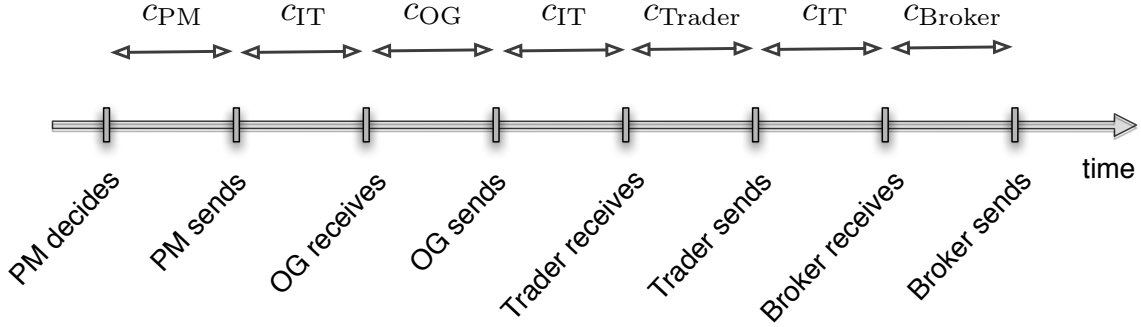 c_PM c_IT c_OG c_IT c_Trader c_IT c_Broker
time
PM decides
PM sends
OG receives
OG sends
Trader receives
Trader sends
Broker receives
Broker sends